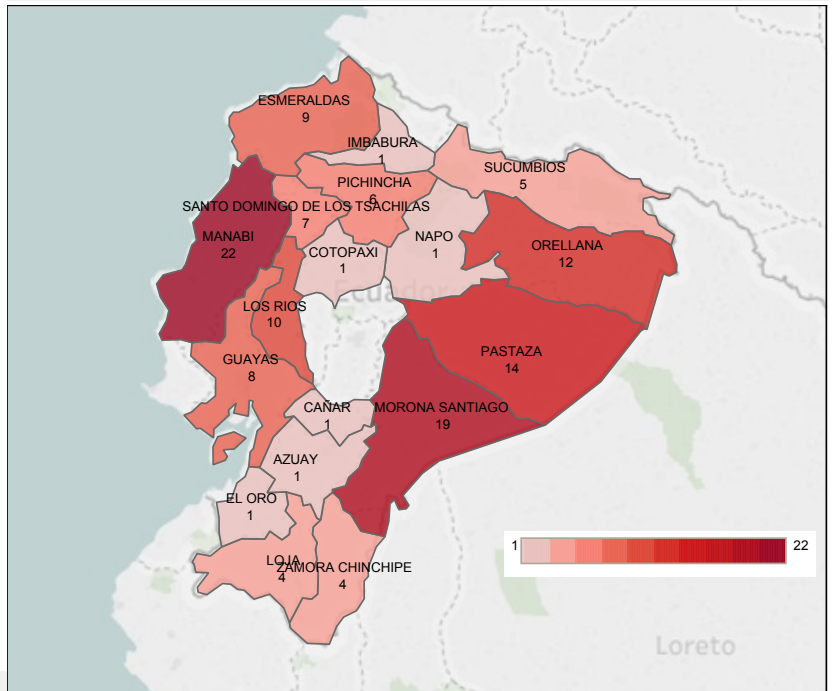 ESMERALDAS
9
IMBABURA
1
SUCUMBIOS
5
PICHINCHA
6
SANTO DOMINGO DE LOS TSACHILAS
7
MANABI
22
NAPO
1
ORELLANA
12
COTOPAXI
1
Ecuador
LOS RIOS
10
PASTAZA
14
GUAYAS
8
CAÑAR
1
MORONA SANTIAGO
19
AZUAY
1
EL ORO
1
1
22
LOJA
4
ZAMORA CHINCHIPE
4
Loreto